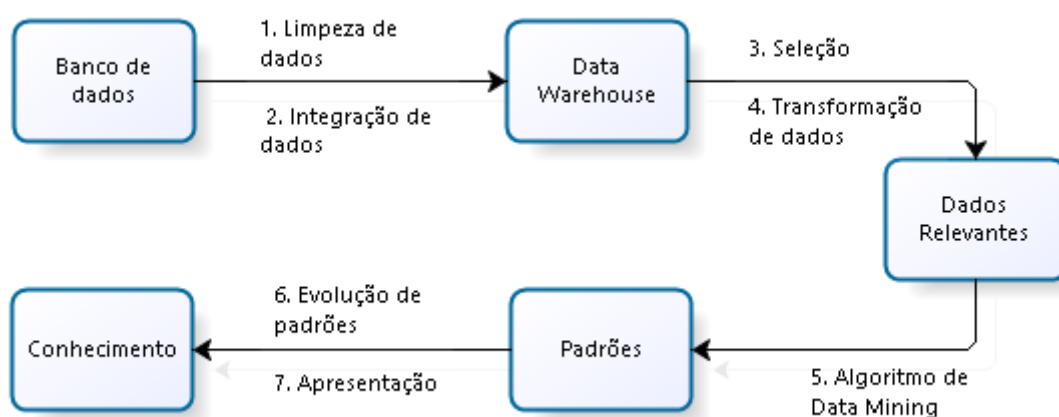 Banco de
dados
1. Limpeza de
dados
2. Integração de
dados
Data
Warehouse
3. Seleção
4. Transformação
de dados
Dados
Relevantes
5. Algoritmo de
Data Mining
Padrões
6. Evolução de
padrões
7. Apresentação
Conhecimento